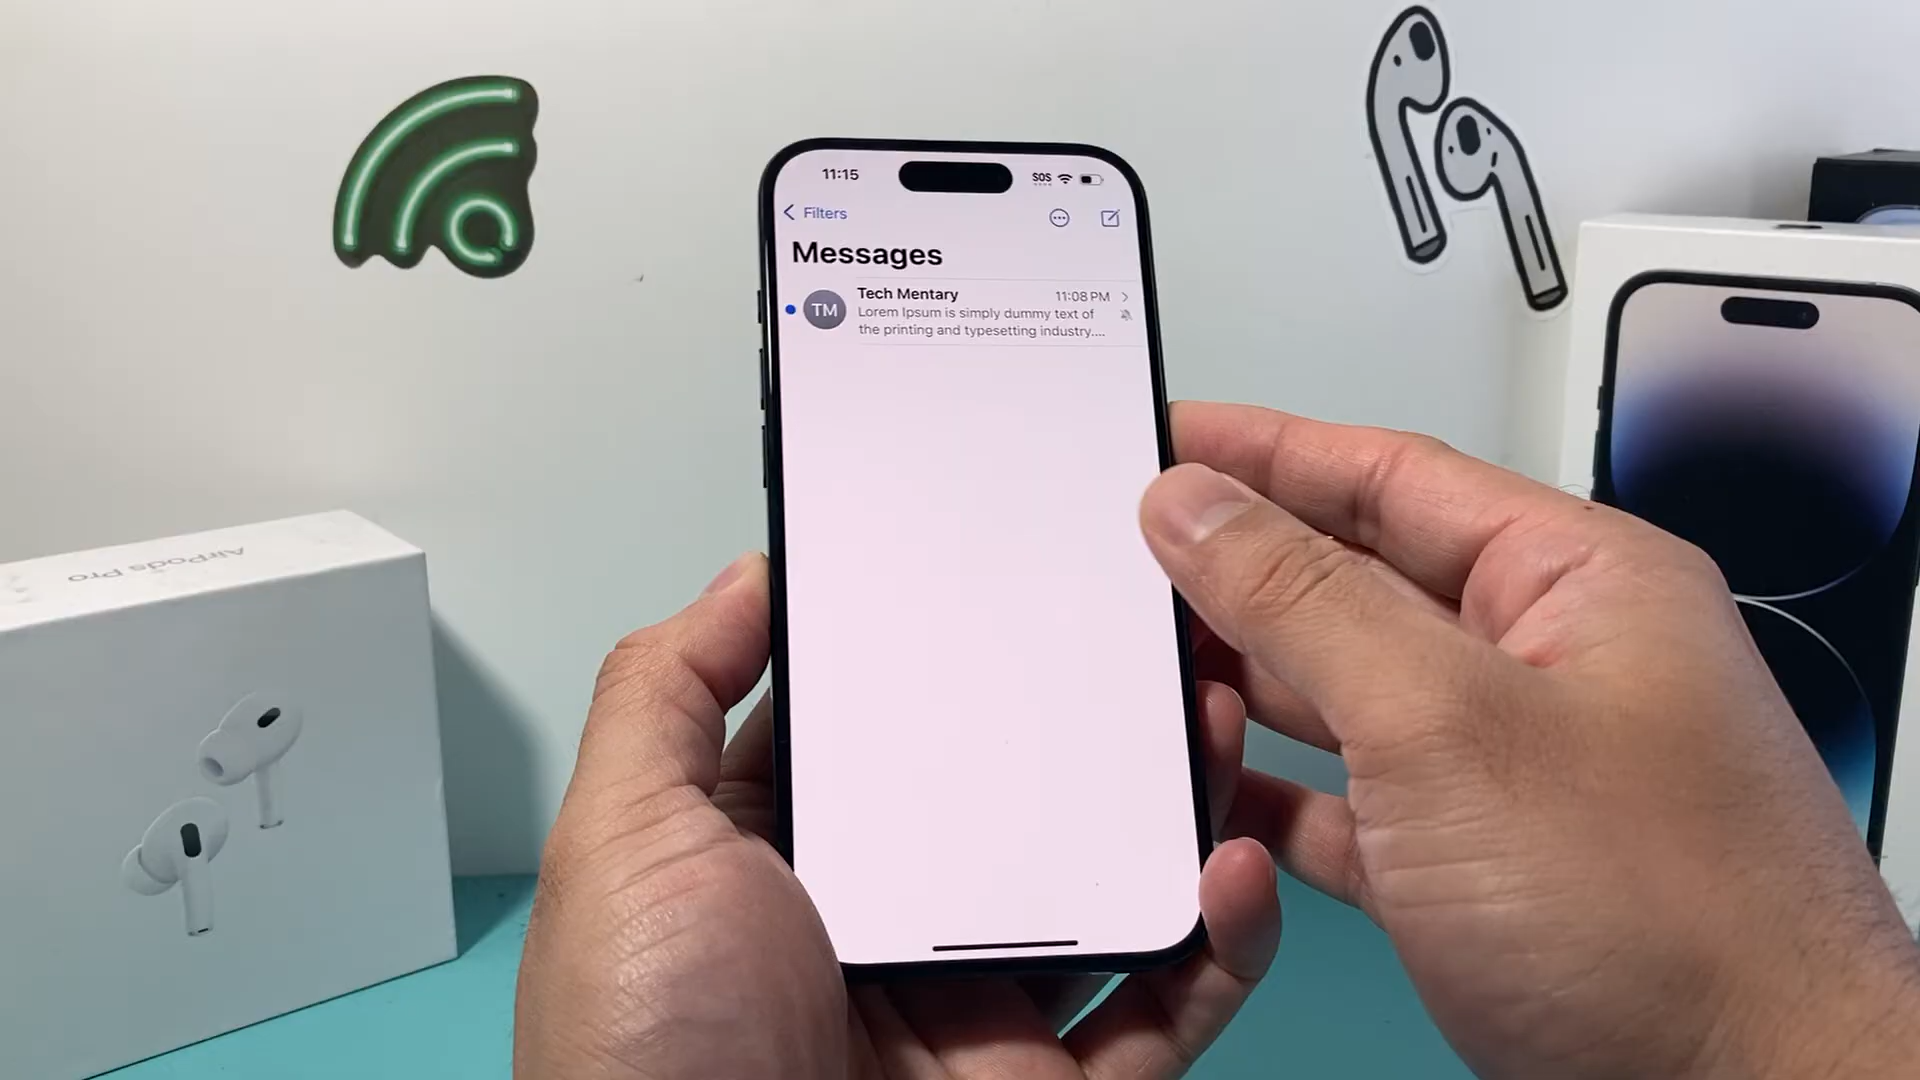 11:15
SOS
Filters
Messages
TM
Tech Mentary
11:08 PM
Lorem Ipsum is simply dummy text of
the printing and typesetting industry....
AirPods Pro